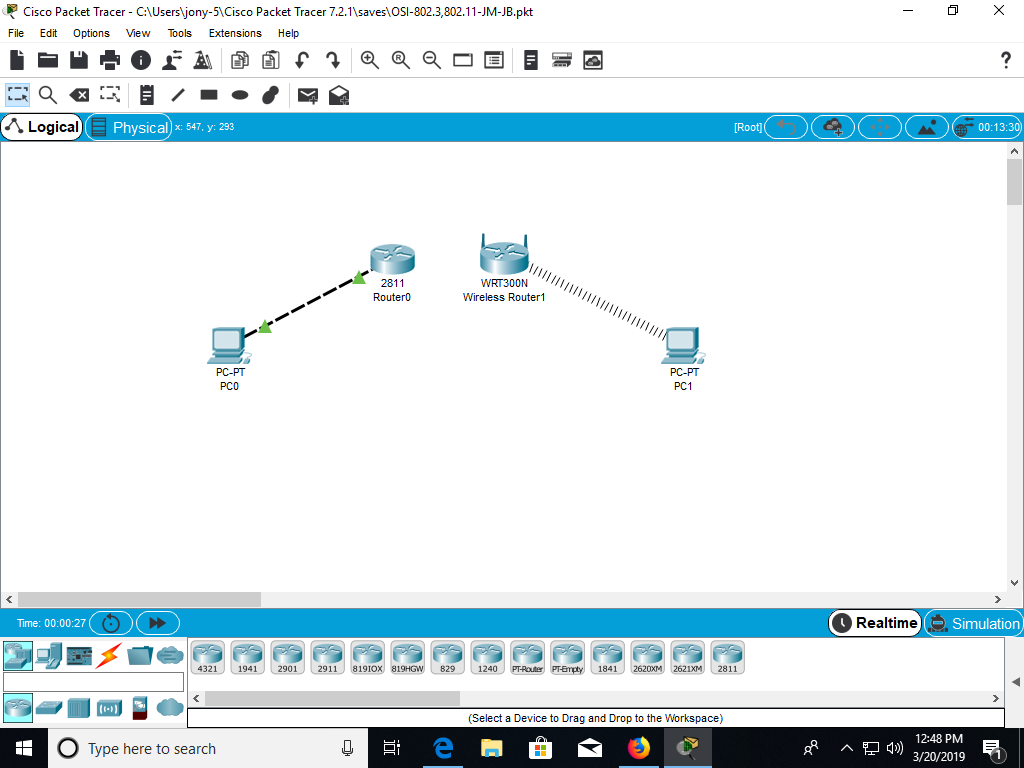 Cisco Packet Tracer - C:\Users\jony-5\Cisco Packet Tracer 7.2.1\saves\OSI-802.3,802.11-JM-JB.pkt
File Edit Options View Tools Extensions Help
Logical Physical x: 547, y: 293 [Root] 00:13:30
2811
Router0
WRT300N
Wireless Router1
PC-PT
PC0
PC-PT
PC1
Time: 00:00:27 Realtime Simulation
4321 1941 2901 2911 819IOX 819HGW 829 1240 PT-Router PT-Empty 1841 2620XM 2621XM 2811
(Select a Device to Drag and Drop to the Workspace)
Type here to search
12:48 PM
3/20/2019
1